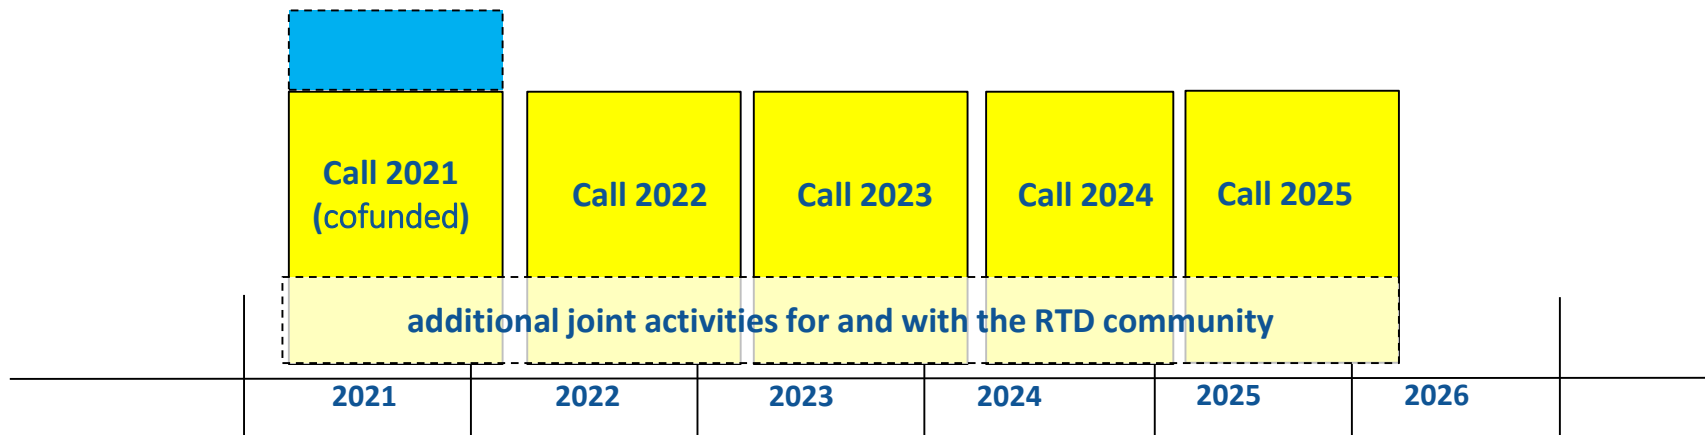 Call 2021
(cofunded)
Call 2022
Call 2023
Call 2024
Call 2025
additional joint activities for and with the RTD community
2021
2022
2023
2024
2025
2026